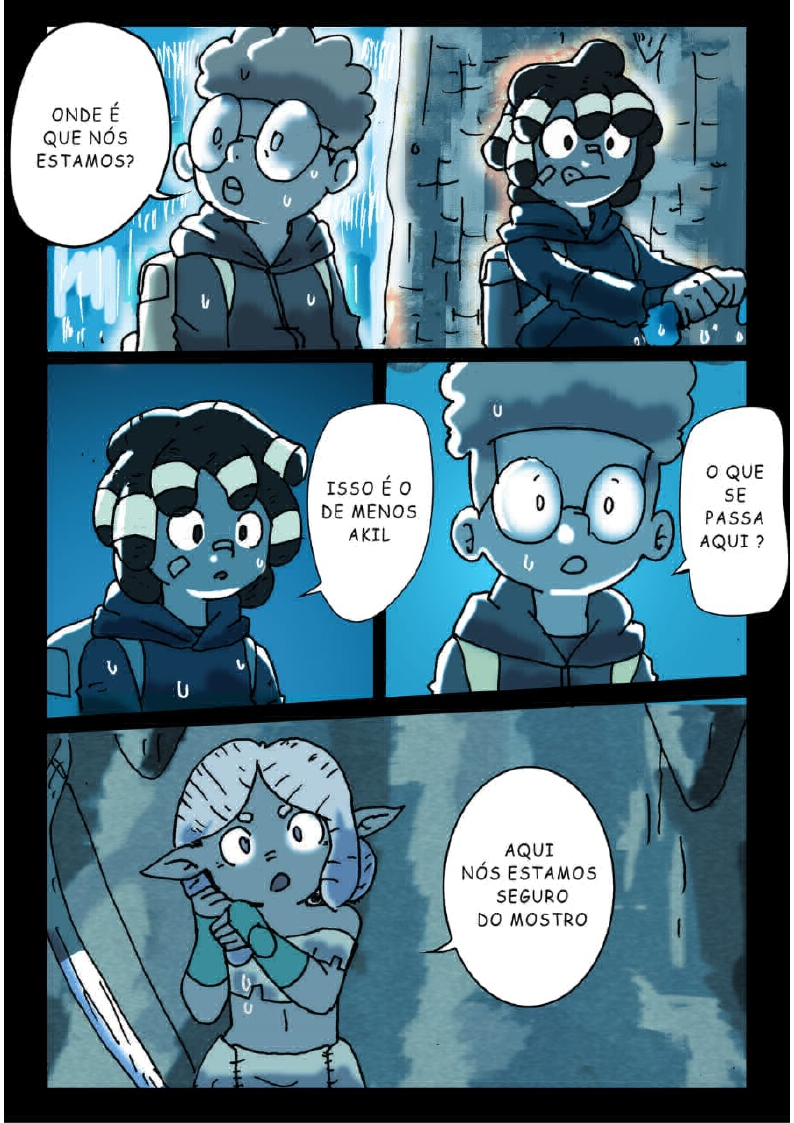 ONDE É
QUE NÓS
ESTAMOS?
ISSO É O
DE MENOS
AKIL
O QUE
SE
PASSA
AQUI ?
AQUI
NÓS ESTAMOS
SEGURO
DO MOSTRO